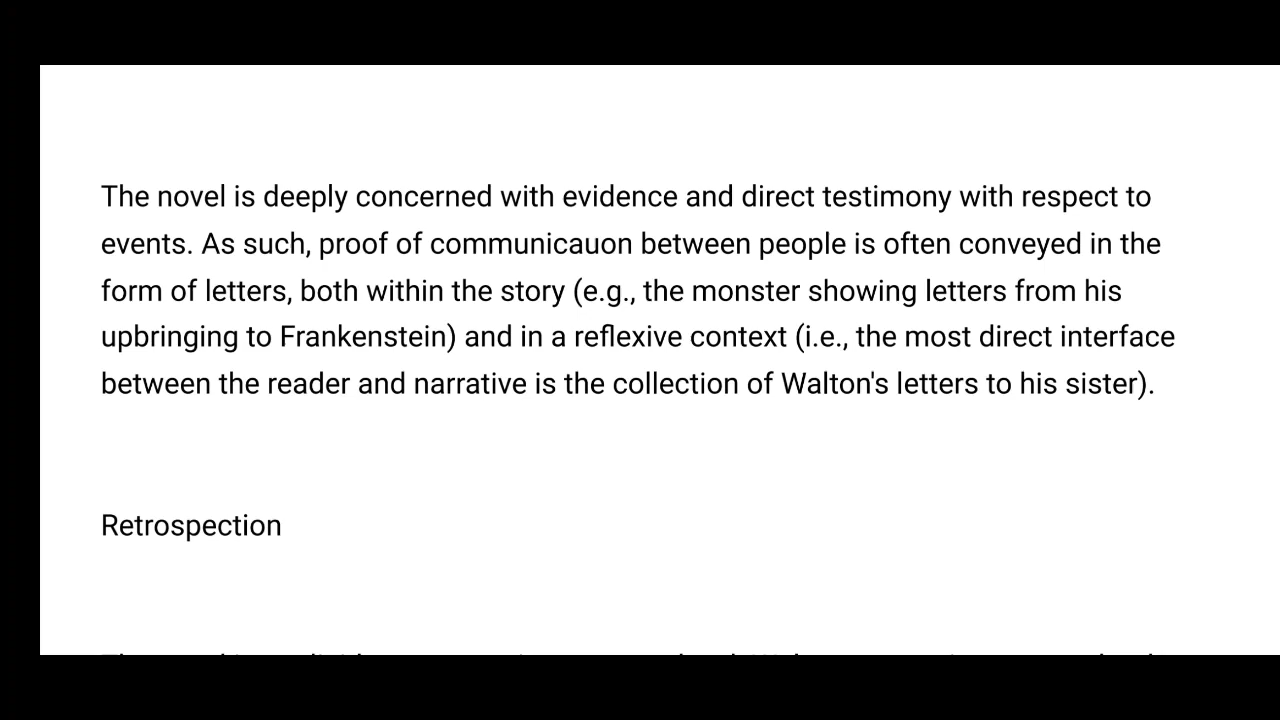 The novel is deeply concerned with evidence and direct testimony with respect to
events. As such, proof of communicauon between people is often conveyed in the
form of letters, both within the story (e.g., the monster showing letters from his
upbringing to Frankenstein) and in a reflexive context (i.e., the most direct interface
between the reader and narrative is the collection of Walton's letters to his sister).
Retrospection